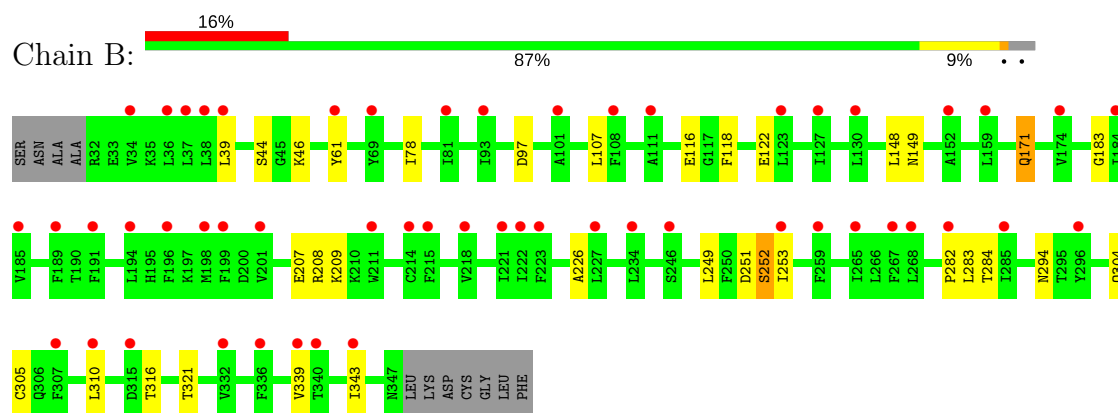 16%
Chain B:
87% 9% • •
SER ASN ALA ALA R32 E33 V34 K35 L36 L37 L38 L39 S44 C45 K46 Y61 Y69 I78 I81 I93 D97 A101 L107 F108 A111 E116 G117 F118 E122 L123 I127 L130 L148 N149 A152 L159 Q171 V174 G183 I184
V185 F189 T190 F191 L194 H195 F196 K197 M198 F199 D200 V201 E207 R208 K209 K210 W211 C214 F215 V218 I221 I222 F223 A226 L227 L234 S246 L249 F250 D251 S252 I253 F259 I265 L266 F267 L268 P282 L283 T284 I285 N294 T295 Y296 Q304
C305 Q306 F307 L310 D315 T316 T321 V332 F336 V339 T340 I343 N347 LEU LYS ASP CYS GLY LEU PHE